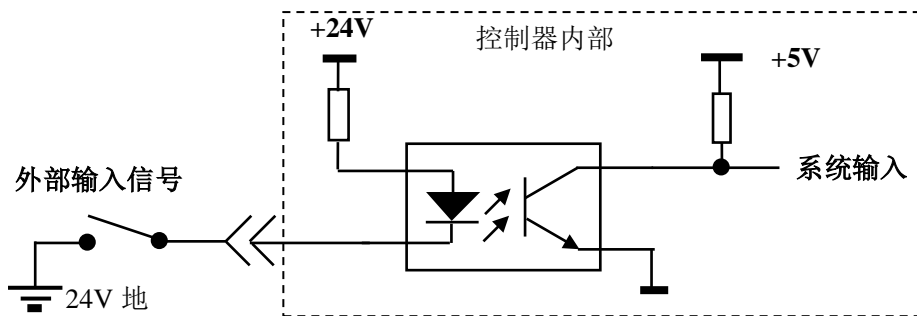 +24V
控制器内部
+5V
外部输入信号
系统输入
24V 地